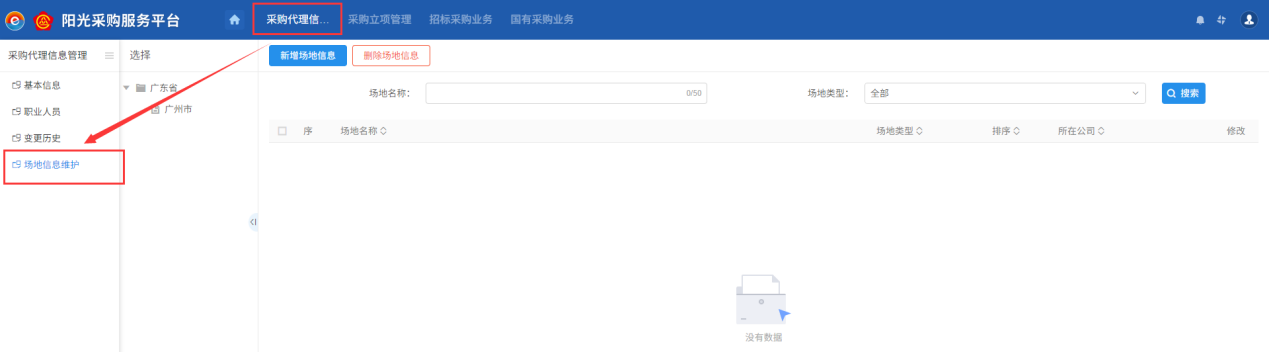 阳光采购服务平台
采购代理信... 采购立项管理 招标采购业务 国有采购业务
采购代理信息管理
基本信息
职业人员
变更历史
场地信息维护
选择
广东省
广州市
新增场地信息 删除场地信息
场地名称: 0/50 场地类型: 全部 搜索
序 场地名称 场地类型 排序 所在公司 修改
没有数据